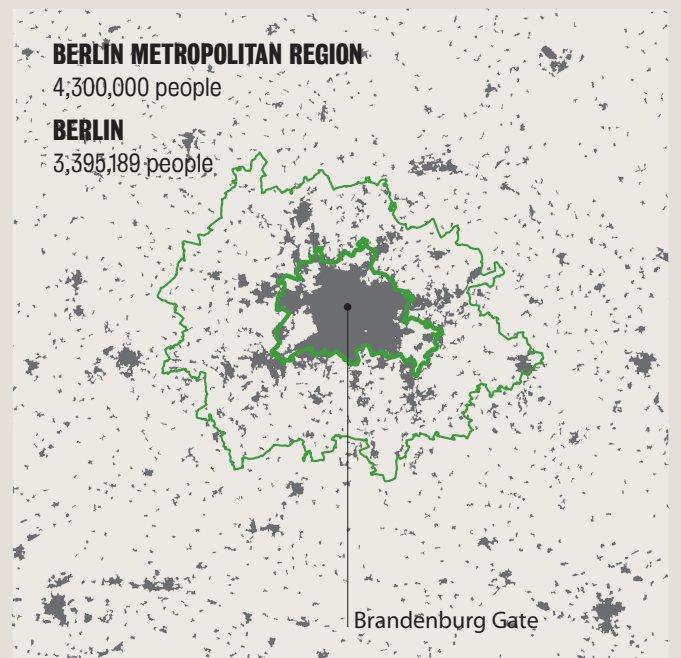 BERLIN METROPOLITAN REGION
4,300,000 people
BERLIN
3,395,189 people
Brandenburg Gate